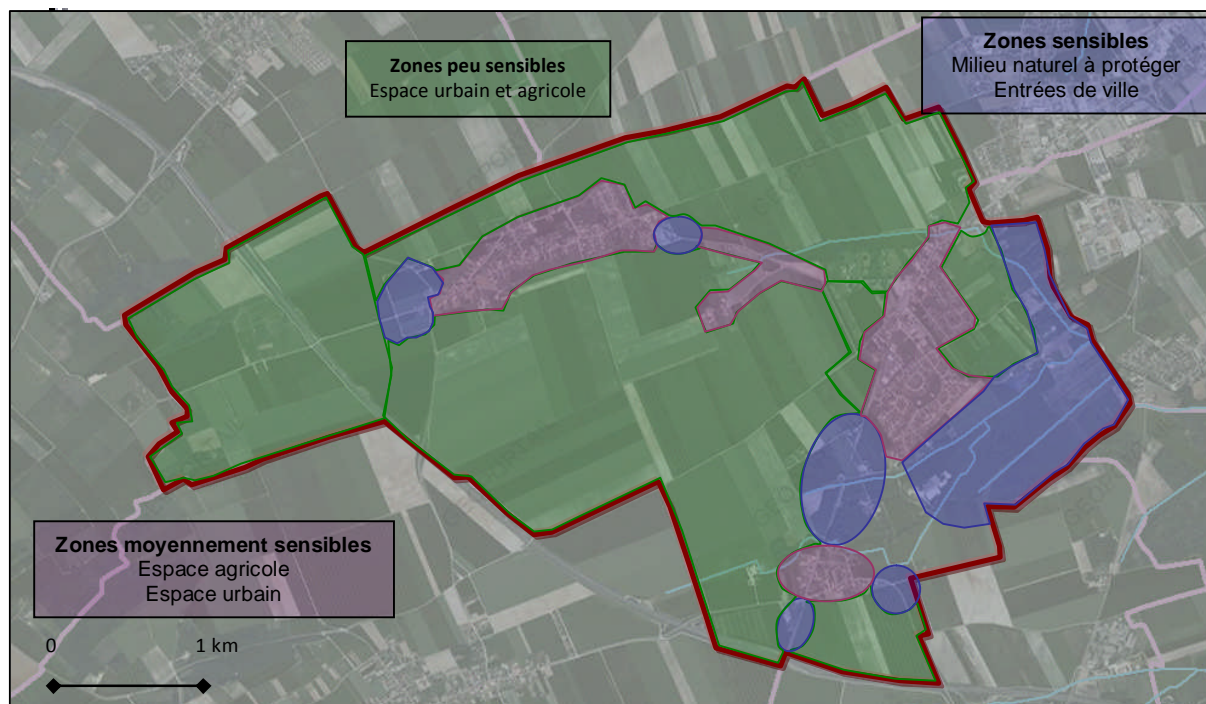 Zones peu sensibles
Espace urbain et agricole
Zones sensibles
Milieu naturel à protéger
Entrées de ville
Zones moyennement sensibles
Espace agricole
Espace urbain
0 1 km